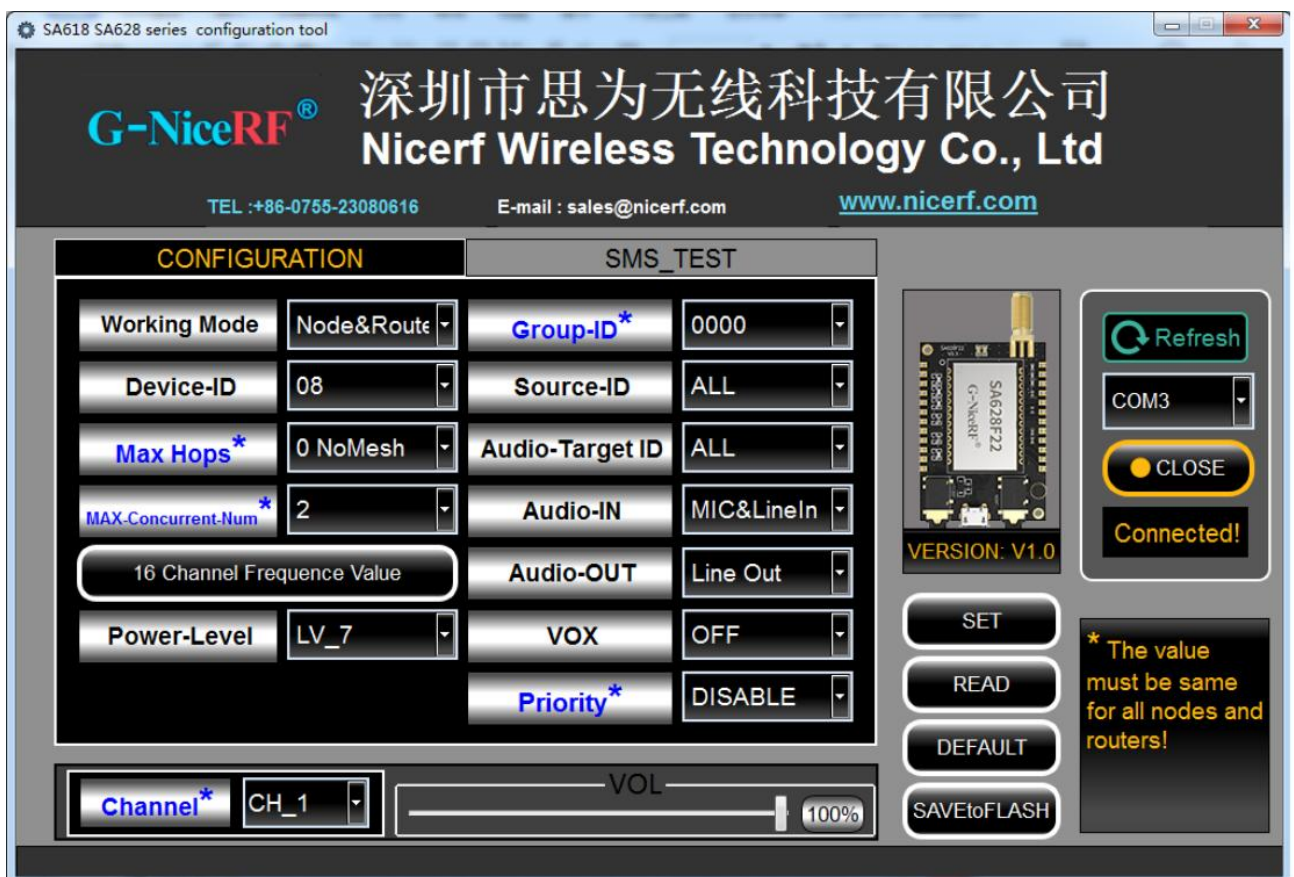 SA618 SA628 series configuration tool
G-NiceRF®
深圳市思为无线科技有限公司
Nicerf Wireless Technology Co., Ltd
TEL :+86-0755-23080616
E-mail : sales@nicerf.com
www.nicerf.com
CONFIGURATION
SMS_TEST
Working Mode
Node&Route
Group-ID*
0000
Device-ID
08
Source-ID
ALL
Max Hops*
0 NoMesh
Audio-Target ID
ALL
MAX-Concurrent-Num*
2
Audio-IN
MIC&LineIn
16 Channel Frequence Value
Audio-OUT
Line Out
Power-Level
LV_7
VOX
OFF
Priority*
DISABLE
Channel*
CH_1
VOL
100%
SA628F22
G-NiceRF®
VERSION: V1.0
Refresh
COM3
CLOSE
Connected!
SET
READ
DEFAULT
SAVEtoFLASH
* The value
must be same
for all nodes and
routers!